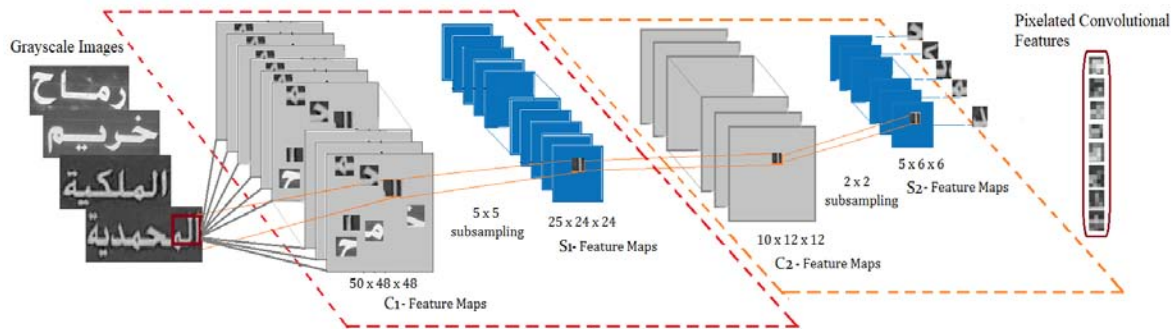 Grayscale Images
رماح
خريم
الملكية
المحمدية
50 x 48 x 48
C1- Feature Maps
5 x 5
subsampling
25 x 24 x 24
S1- Feature Maps
10 x 12 x 12
C2 - Feature Maps
2 x 2
subsampling
5 x 6 x 6
S2- Feature Maps
Pixelated Convolutional
Features